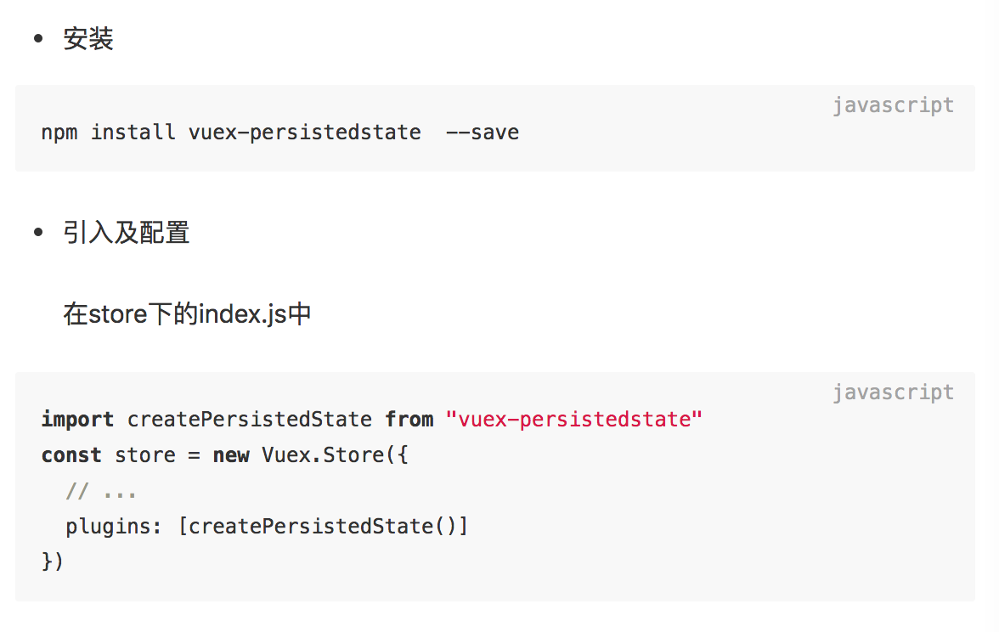 • 安装
javascript
npm install vuex-persistedstate  --save
• 引入及配置
在store下的index.js中
javascript
import createPersistedState from "vuex-persistedstate"
const store = new Vuex.Store({
  // ...
  plugins: [createPersistedState()]
})